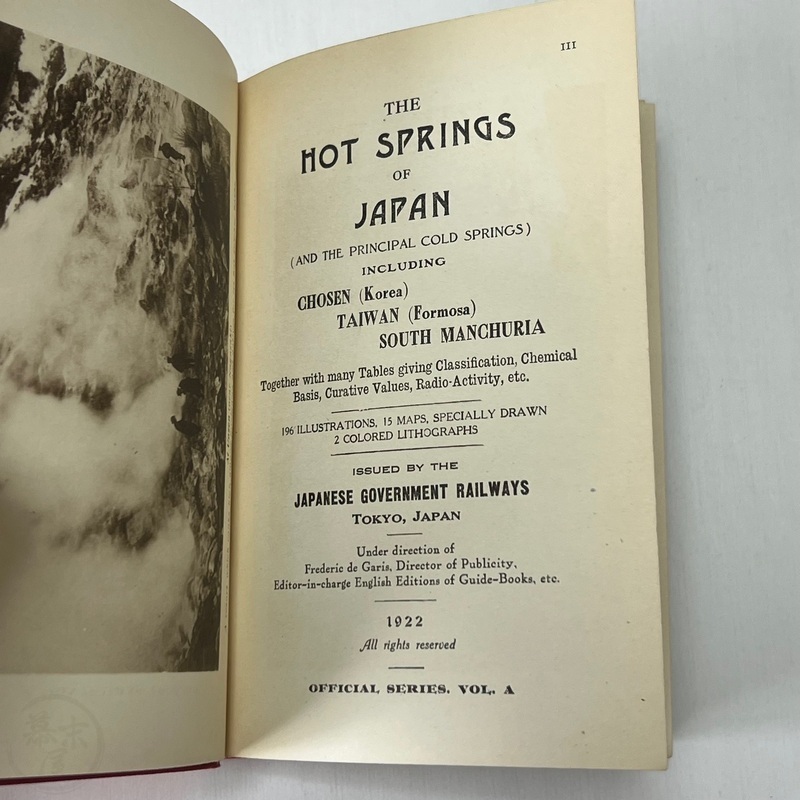 III
THE
HOT SPRINGS
OF
JAPAN
(AND THE PRINCIPAL COLD SPRINGS)
INCLUDING
CHOSEN (Korea)
TAIWAN (Formosa)
SOUTH MANCHURIA
Together with many Tables giving Classification, Chemical
Basis, Curative Values, Radio-Activity, etc.
196 ILLUSTRATIONS, 15 MAPS, SPECIALLY DRAWN
2 COLORED LITHOGRAPHS
ISSUED BY THE
JAPANESE GOVERNMENT RAILWAYS
TOKYO, JAPAN
Under direction of
Frederic de Garis, Director of Publicity,
Editor-in-charge English Editions of Guide-Books, etc.
1922
All rights reserved
OFFICIAL SERIES. VOL. A